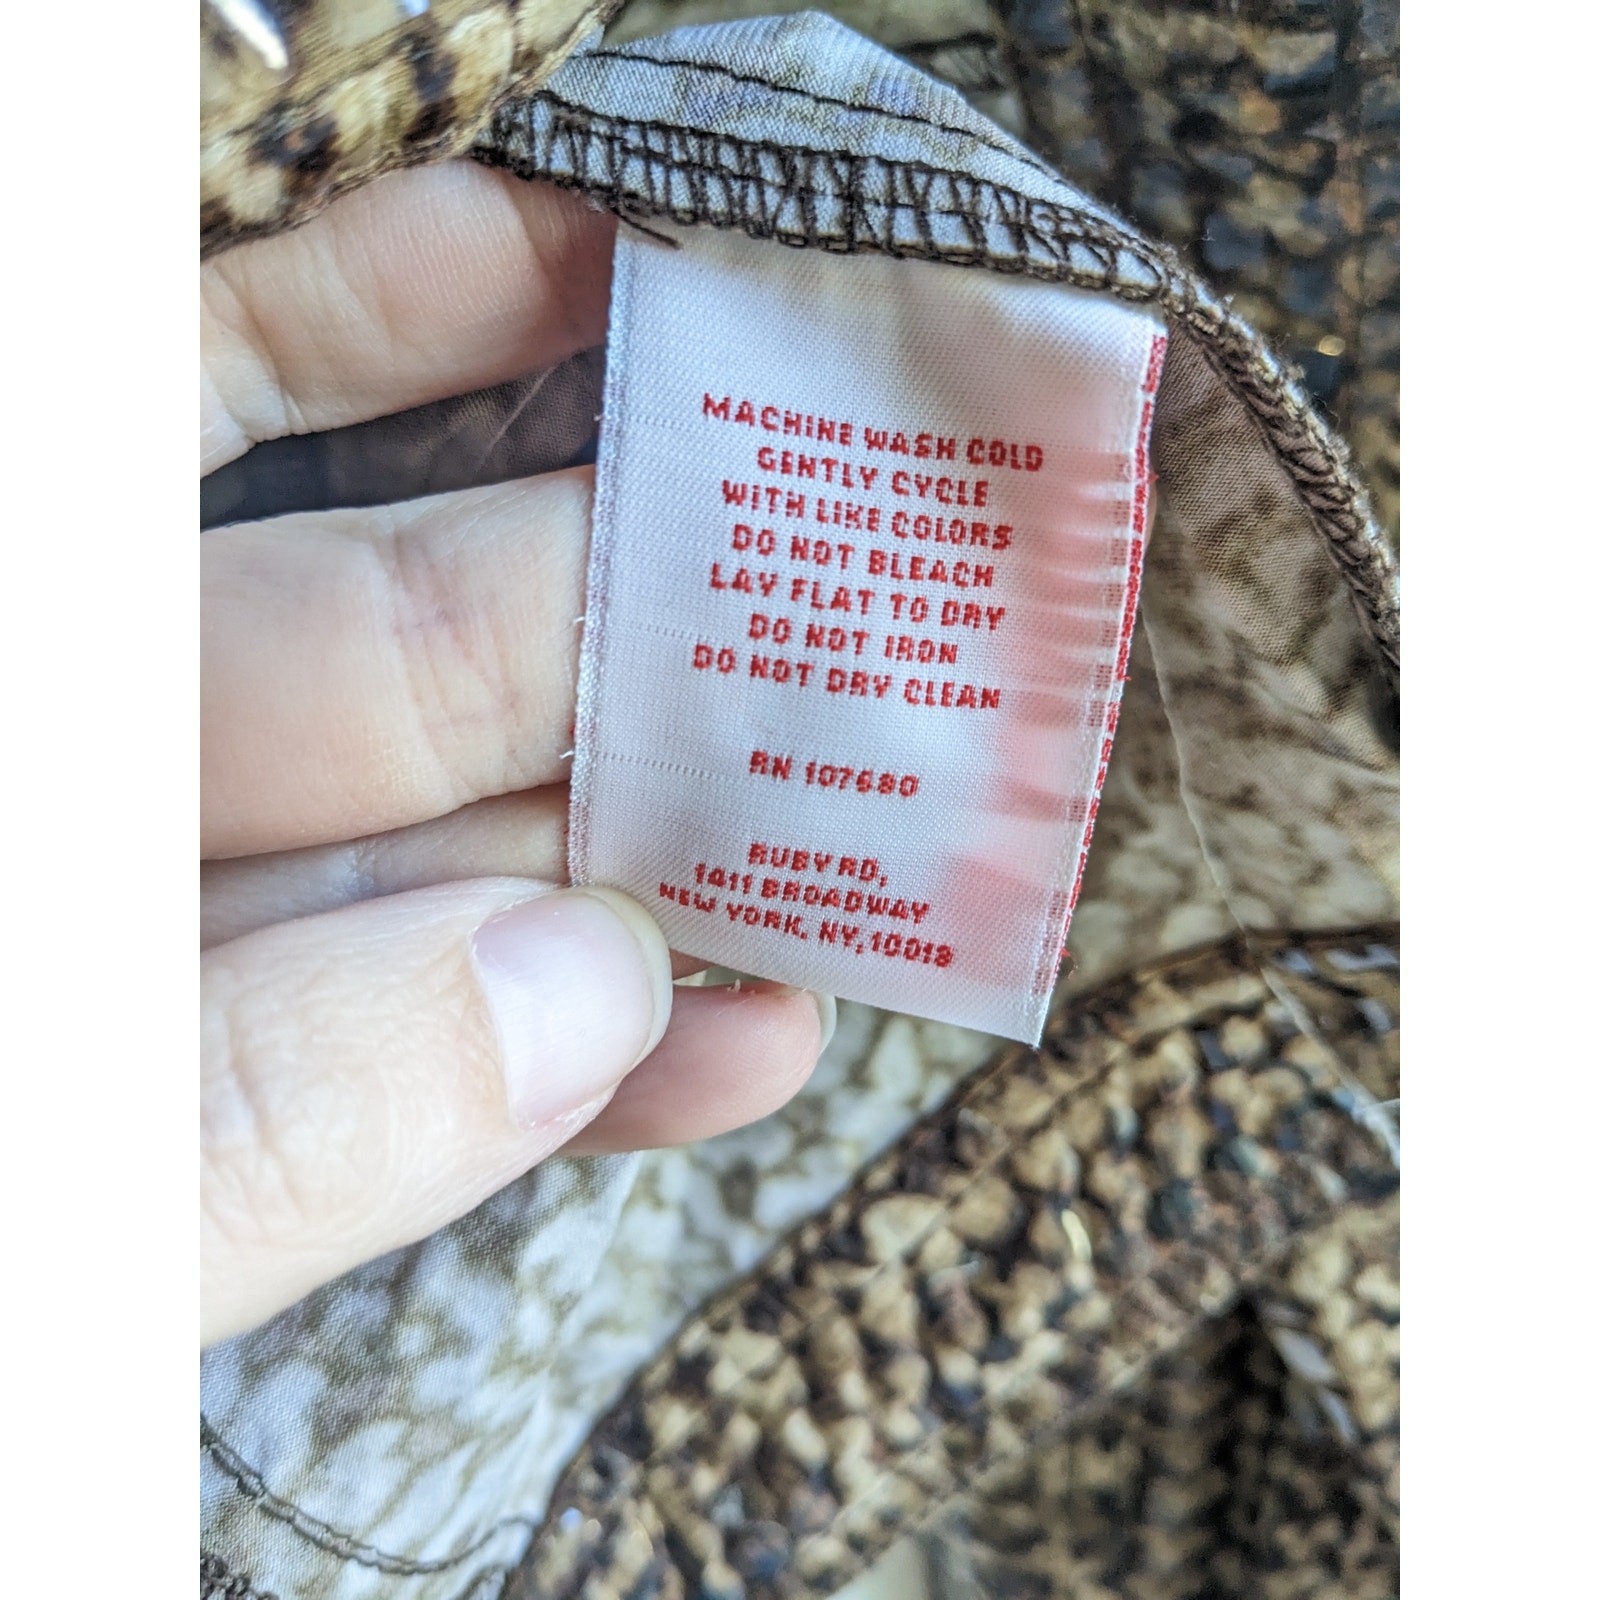 MACHINE WASH COLD
GENTLY CYCLE
WITH LIKE COLORS
DO NOT BLEACH
LAY FLAT TO DRY
DO NOT IRON
DO NOT DRY CLEAN
RN 107680
RUBY RD,
1411 BROADWAY
NEW YORK, NY, 10018